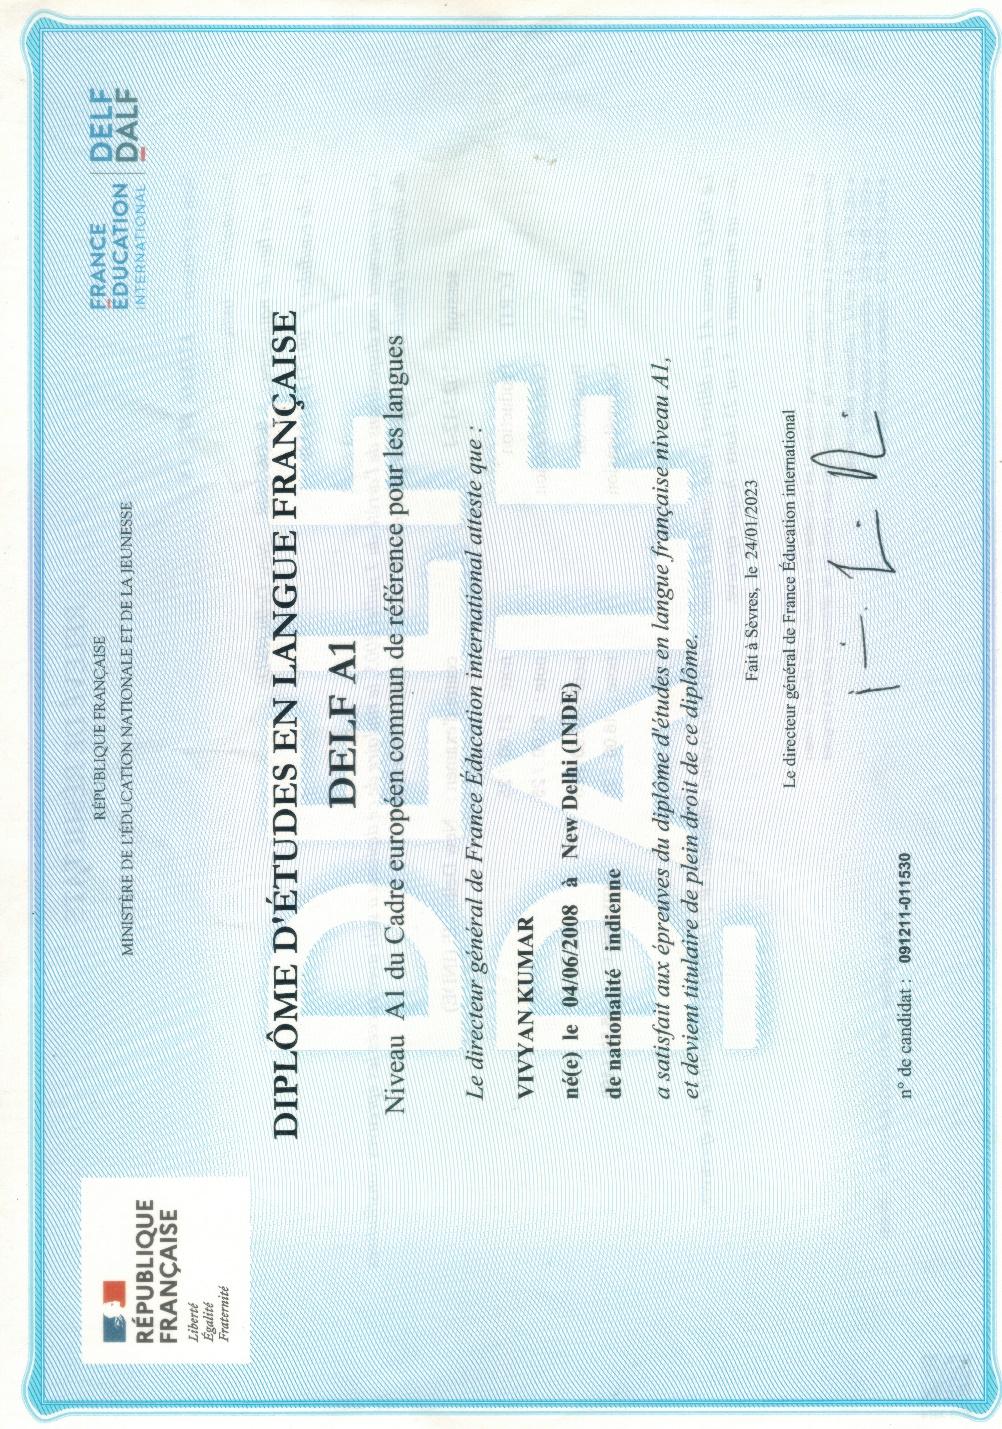 RÉPUBLIQUE
FRANÇAISE
Liberté
Égalité
Fraternité
RÉPUBLIQUE FRANÇAISE
MINISTÈRE DE L'ÉDUCATION NATIONALE ET DE LA JEUNESSE
FRANCE
ÉDUCATION
INTERNATIONAL
DELF
DALF
DIPLÔME D'ÉTUDES EN LANGUE FRANÇAISE
DELF A1
Niveau A1 du Cadre européen commun de référence pour les langues
Le directeur général de France Éducation international atteste que :
VIVYAN KUMAR
né(e) le 04/06/2008 à New Delhi (INDE)
de nationalité indienne
a satisfait aux épreuves du diplôme d'études en langue française niveau A1,
et devient titulaire de plein droit de ce diplôme.
Fait à Sèvres, le 24/01/2023
Le directeur général de France Éducation international
n° de candidat : 091211-011530
DELF
DALF